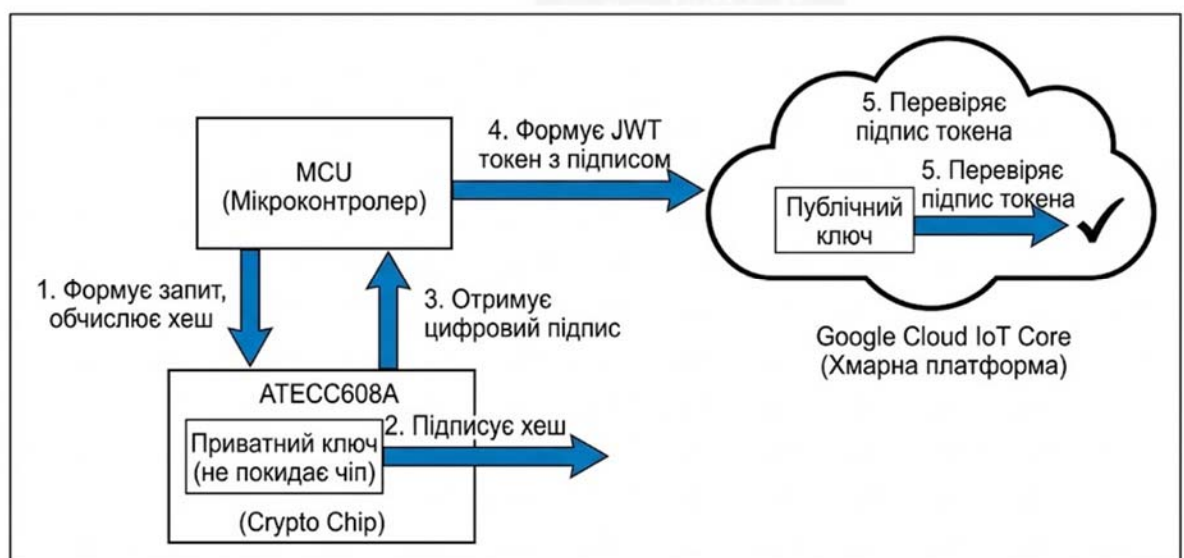 MCU
(Мікроконтролер)
1. Формує запит,
обчислює хеш
ATECC608A
Приватний ключ
(не покидає чіп)
(Crypto Chip)
2. Підписує хеш
3. Отримує
цифровий підпис
4. Формує JWT
токен з підписом
5. Перевіряє
підпис токена
5. Перевіряє
підпис токена
Публічний
ключ
Google Cloud IoT Core
(Хмарна платформа)